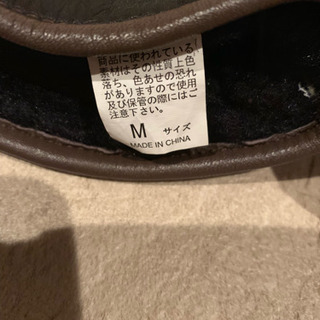 質品に使われている
素材はその性質上色
落ち、色あせの恐れ
がありますので使用
及び保管の際にはご
注意下さい。
M サイズ
MADE IN CHINA